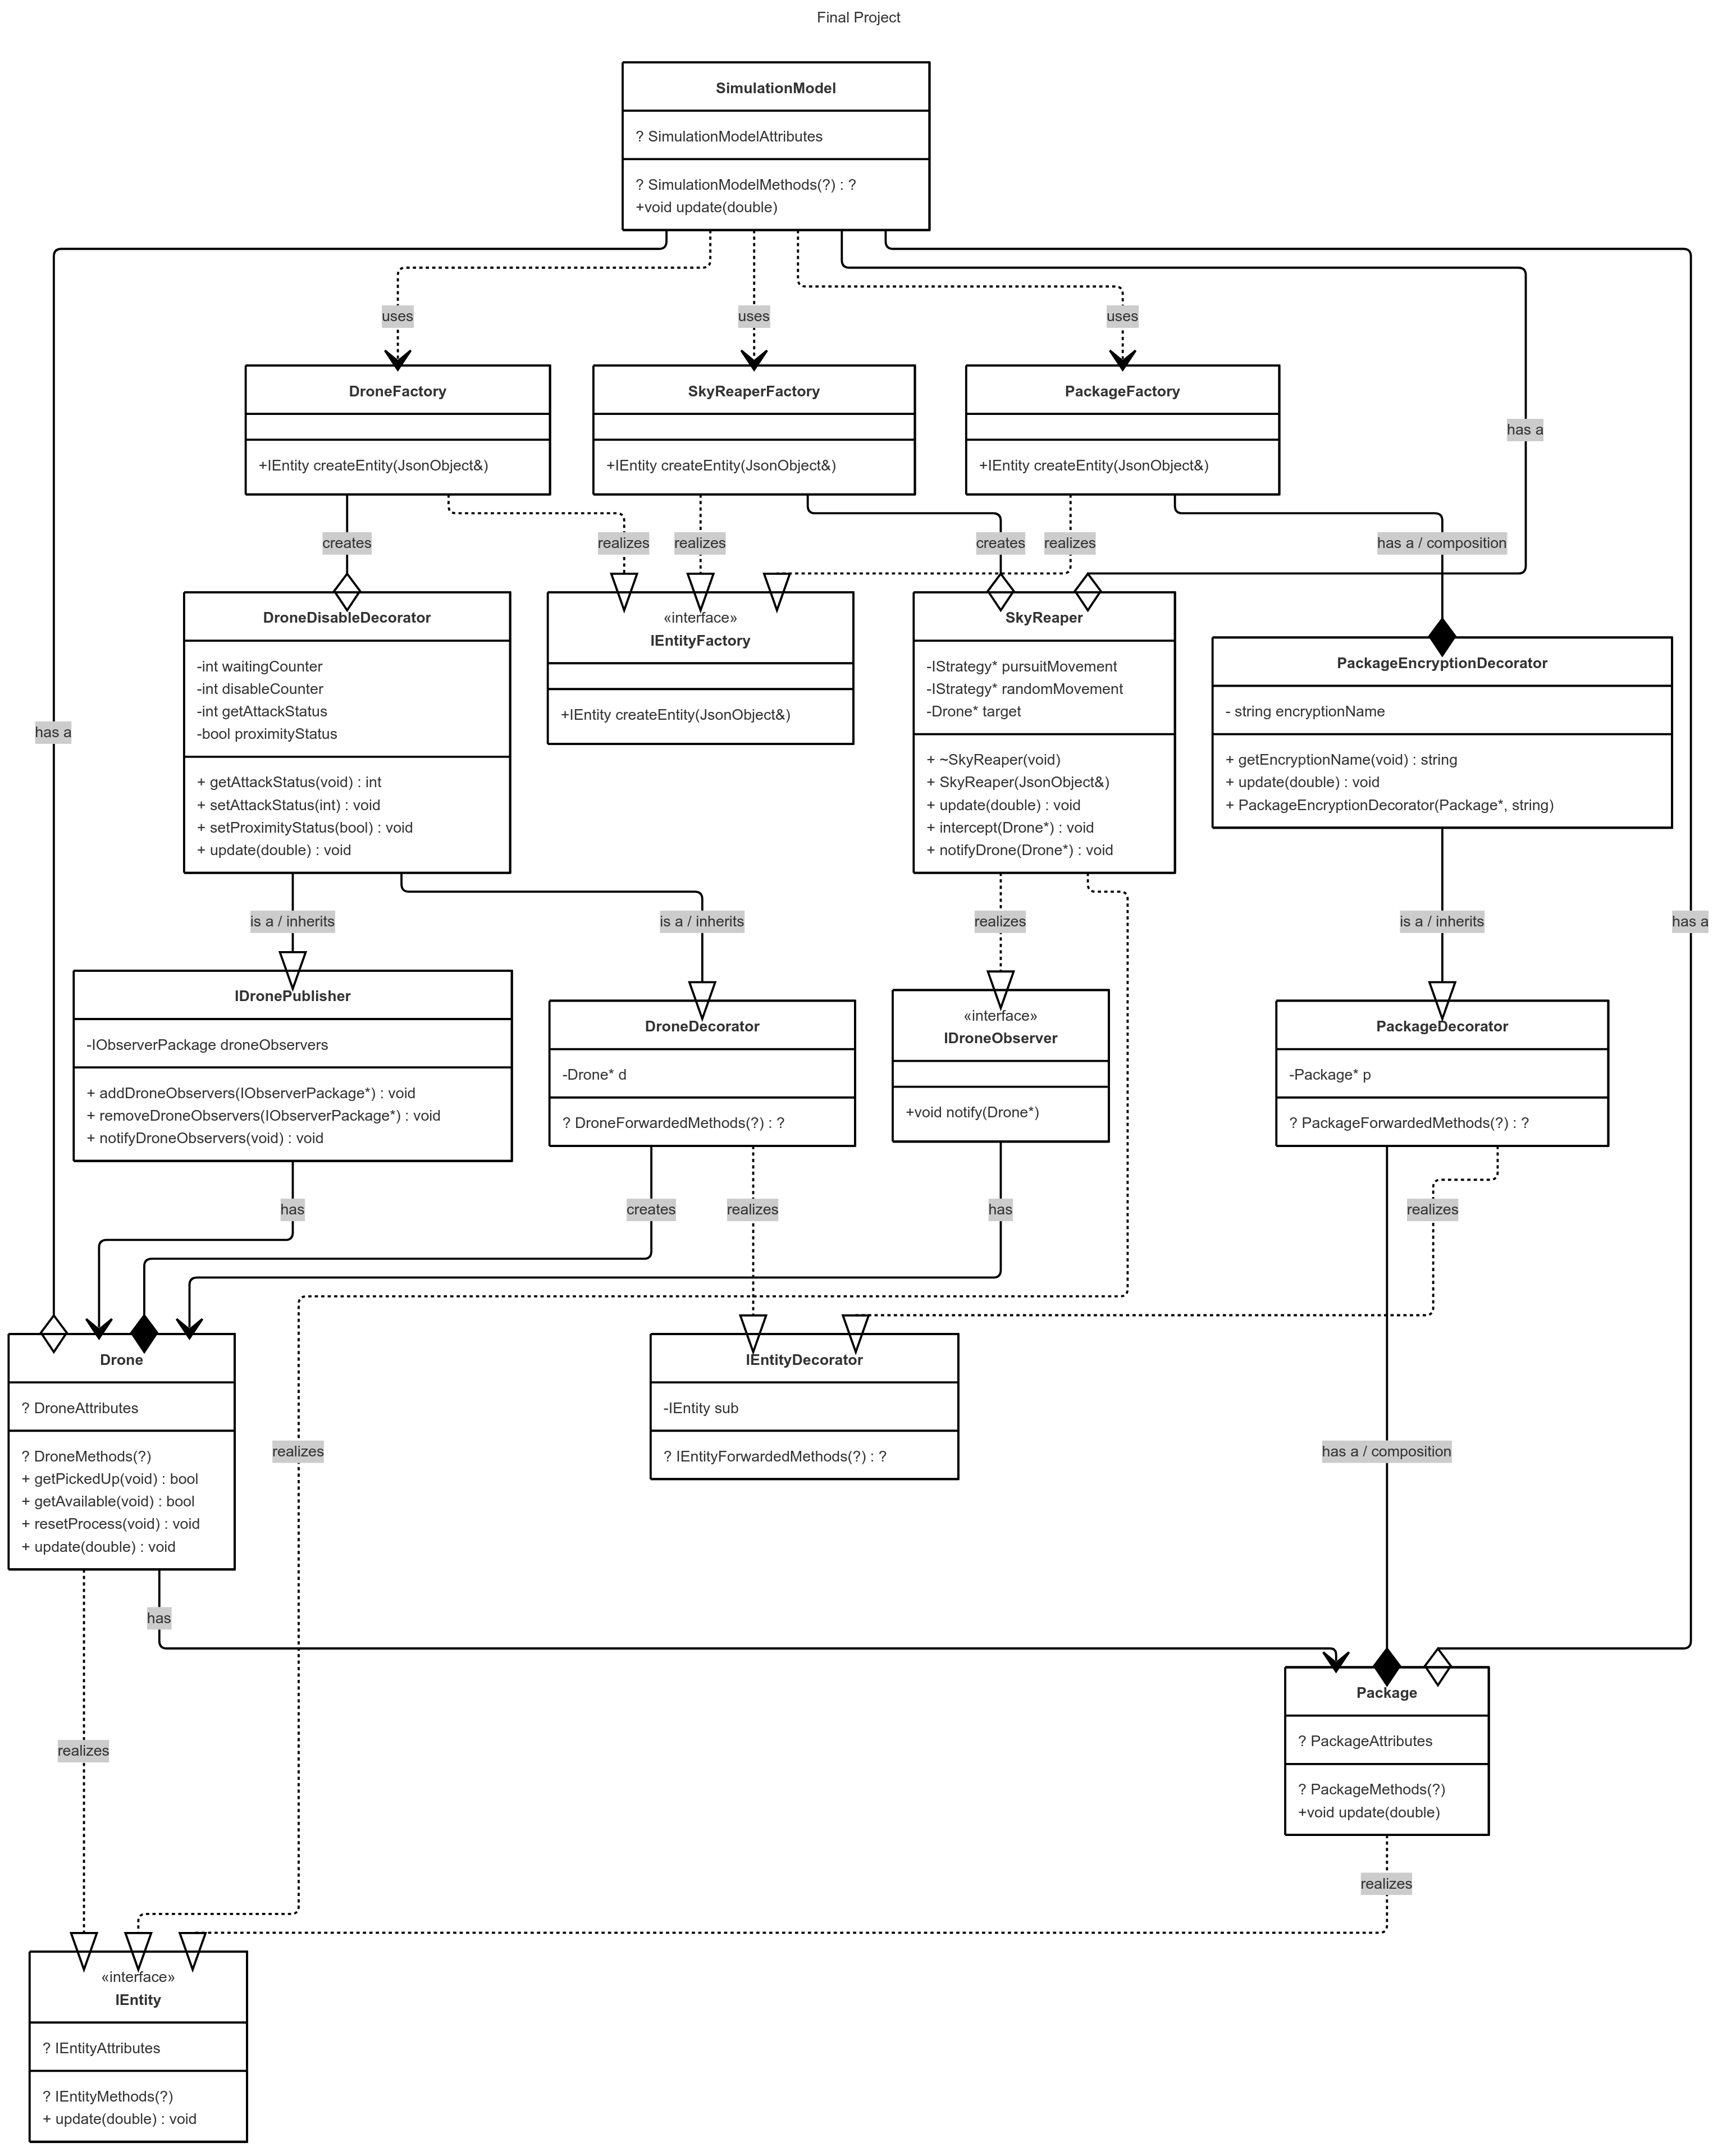 Final Project
SimulationModel
? SimulationModelAttributes
? SimulationModelMethods(?) : ?
+void update(double)
uses
uses
uses
DroneFactory
+IEntity createEntity(JsonObject&)
SkyReaperFactory
+IEntity createEntity(JsonObject&)
PackageFactory
+IEntity createEntity(JsonObject&)
has a
creates
realizes
realizes
creates
realizes
has a / composition
DroneDisableDecorator
-int waitingCounter
-int disableCounter
-int getAttackStatus
-bool proximityStatus
+ getAttackStatus(void) : int
+ setAttackStatus(int) : void
+ setProximityStatus(bool) : void
+ update(double) : void
«interface»
IEntityFactory
+IEntity createEntity(JsonObject&)
SkyReaper
-IStrategy* pursuitMovement
-IStrategy* randomMovement
-Drone* target
+ ~SkyReaper(void)
+ SkyReaper(JsonObject&)
+ update(double) : void
+ intercept(Drone*) : void
+ notifyDrone(Drone*) : void
PackageEncryptionDecorator
- string encryptionName
+ getEncryptionName(void) : string
+ update(double) : void
+ PackageEncryptionDecorator(Package*, string)
has a
is a / inherits
is a / inherits
realizes
is a / inherits
has a
IDronePublisher
-IObserverPackage droneObservers
+ addDroneObservers(IObserverPackage*) : void
+ removeDroneObservers(IObserverPackage*) : void
+ notifyDroneObservers(void) : void
DroneDecorator
-Drone* d
? DroneForwardedMethods(?) : ?
«interface»
IDroneObserver
+void notify(Drone*)
PackageDecorator
-Package* p
? PackageForwardedMethods(?) : ?
has
creates
realizes
has
realizes
Drone
? DroneAttributes
? DroneMethods(?)
+ getPickedUp(void) : bool
+ getAvailable(void) : bool
+ resetProcess(void) : void
+ update(double) : void
realizes
IEntityDecorator
-IEntity sub
? IEntityForwardedMethods(?) : ?
has a / composition
has
realizes
Package
? PackageAttributes
? PackageMethods(?)
+void update(double)
realizes
«interface»
IEntity
? IEntityAttributes
? IEntityMethods(?)
+ update(double) : void